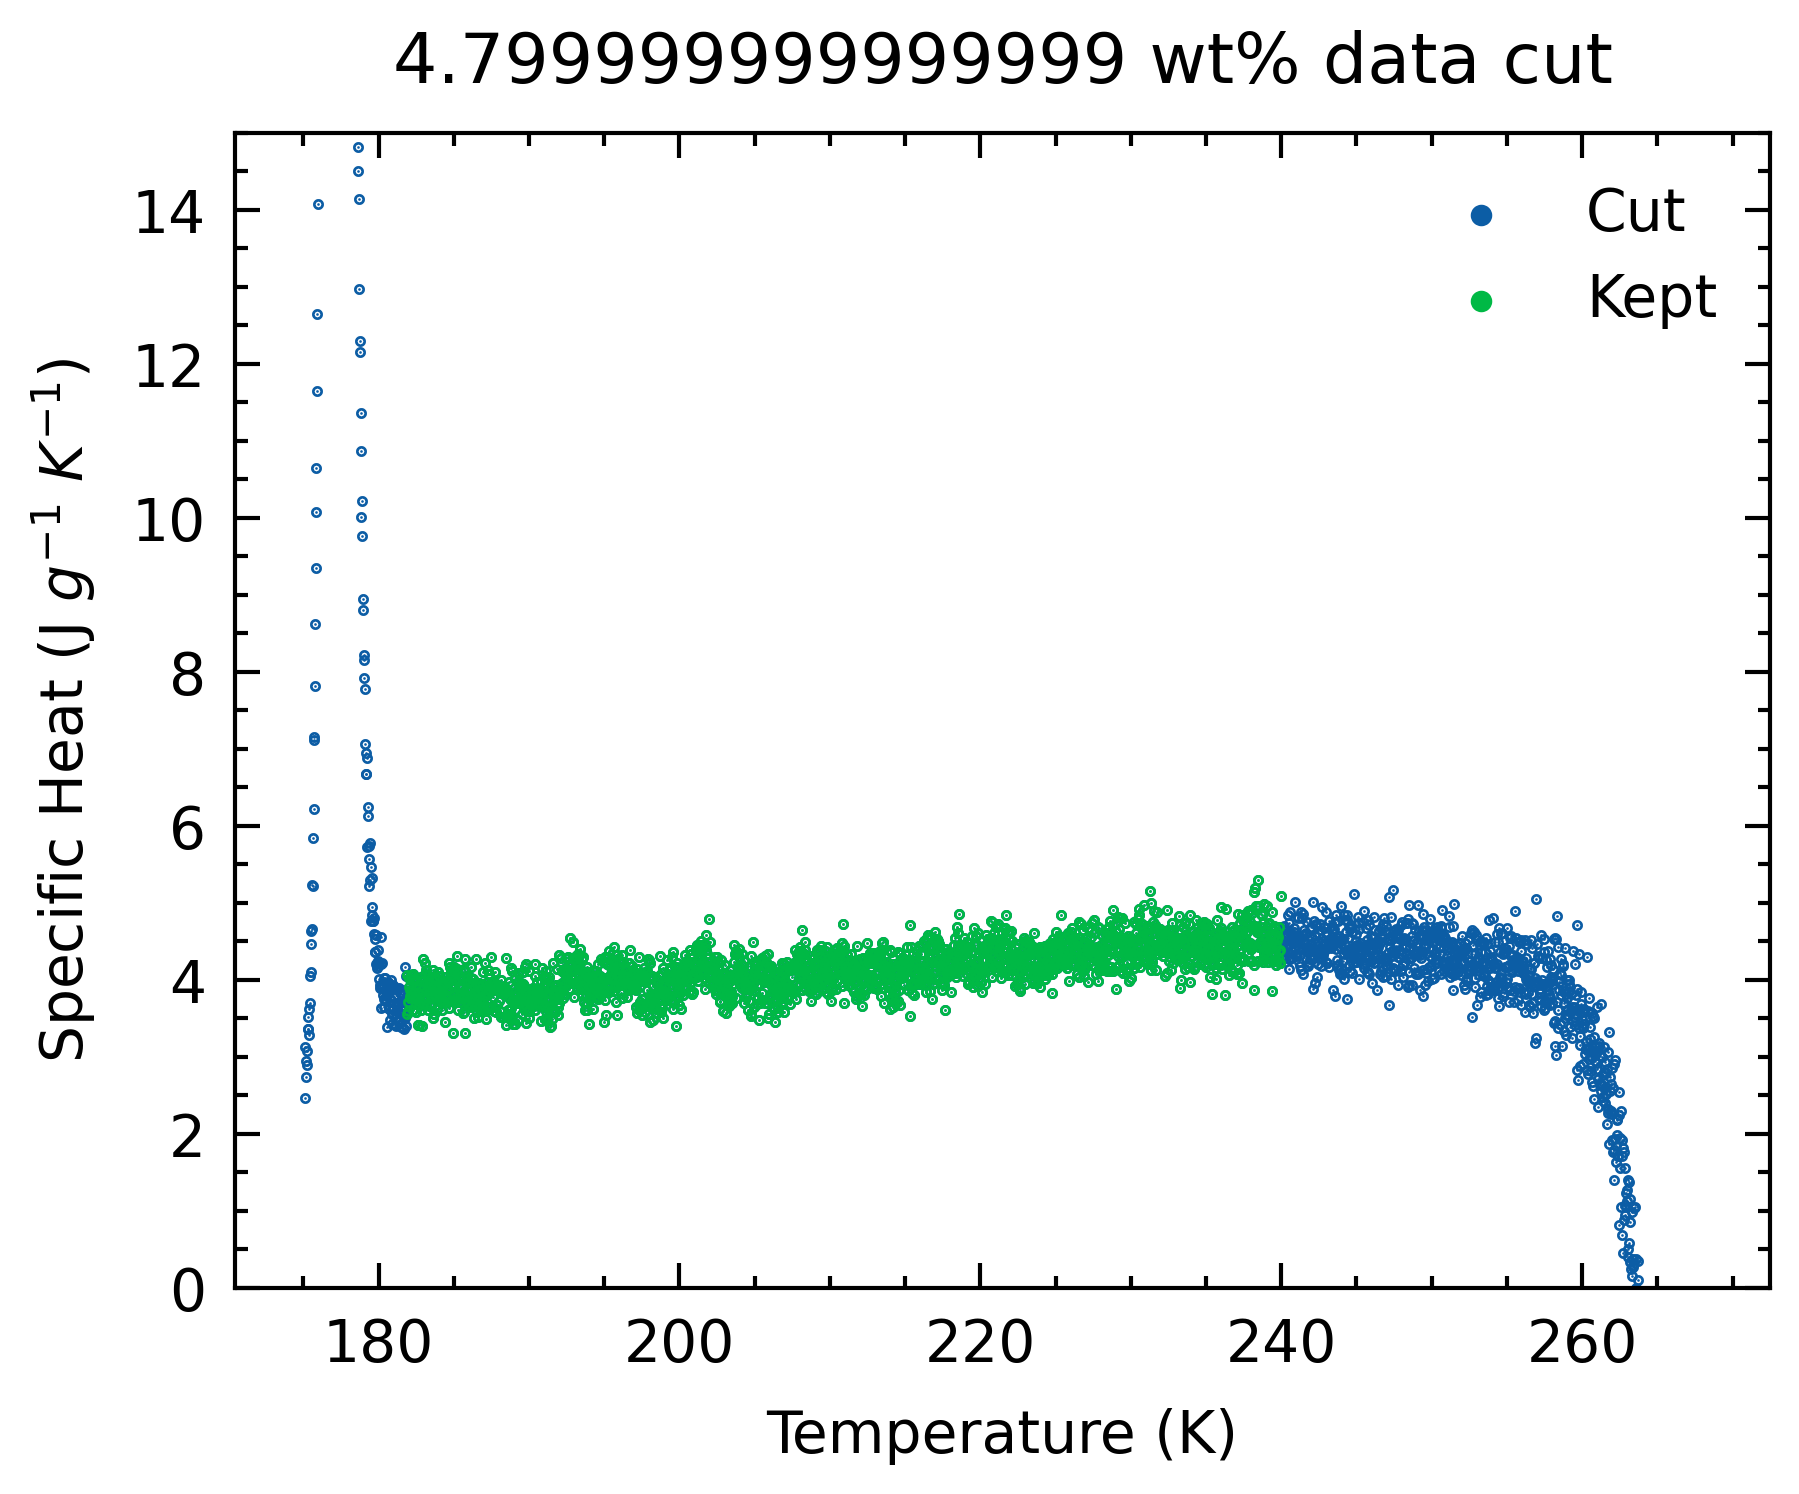 4.799999999999999 wt% data cut
Cut
Kept
14
12
10
8
6
4
2
0
Specific Heat (J g⁻¹ K⁻¹)
180 200 220 240 260
Temperature (K)